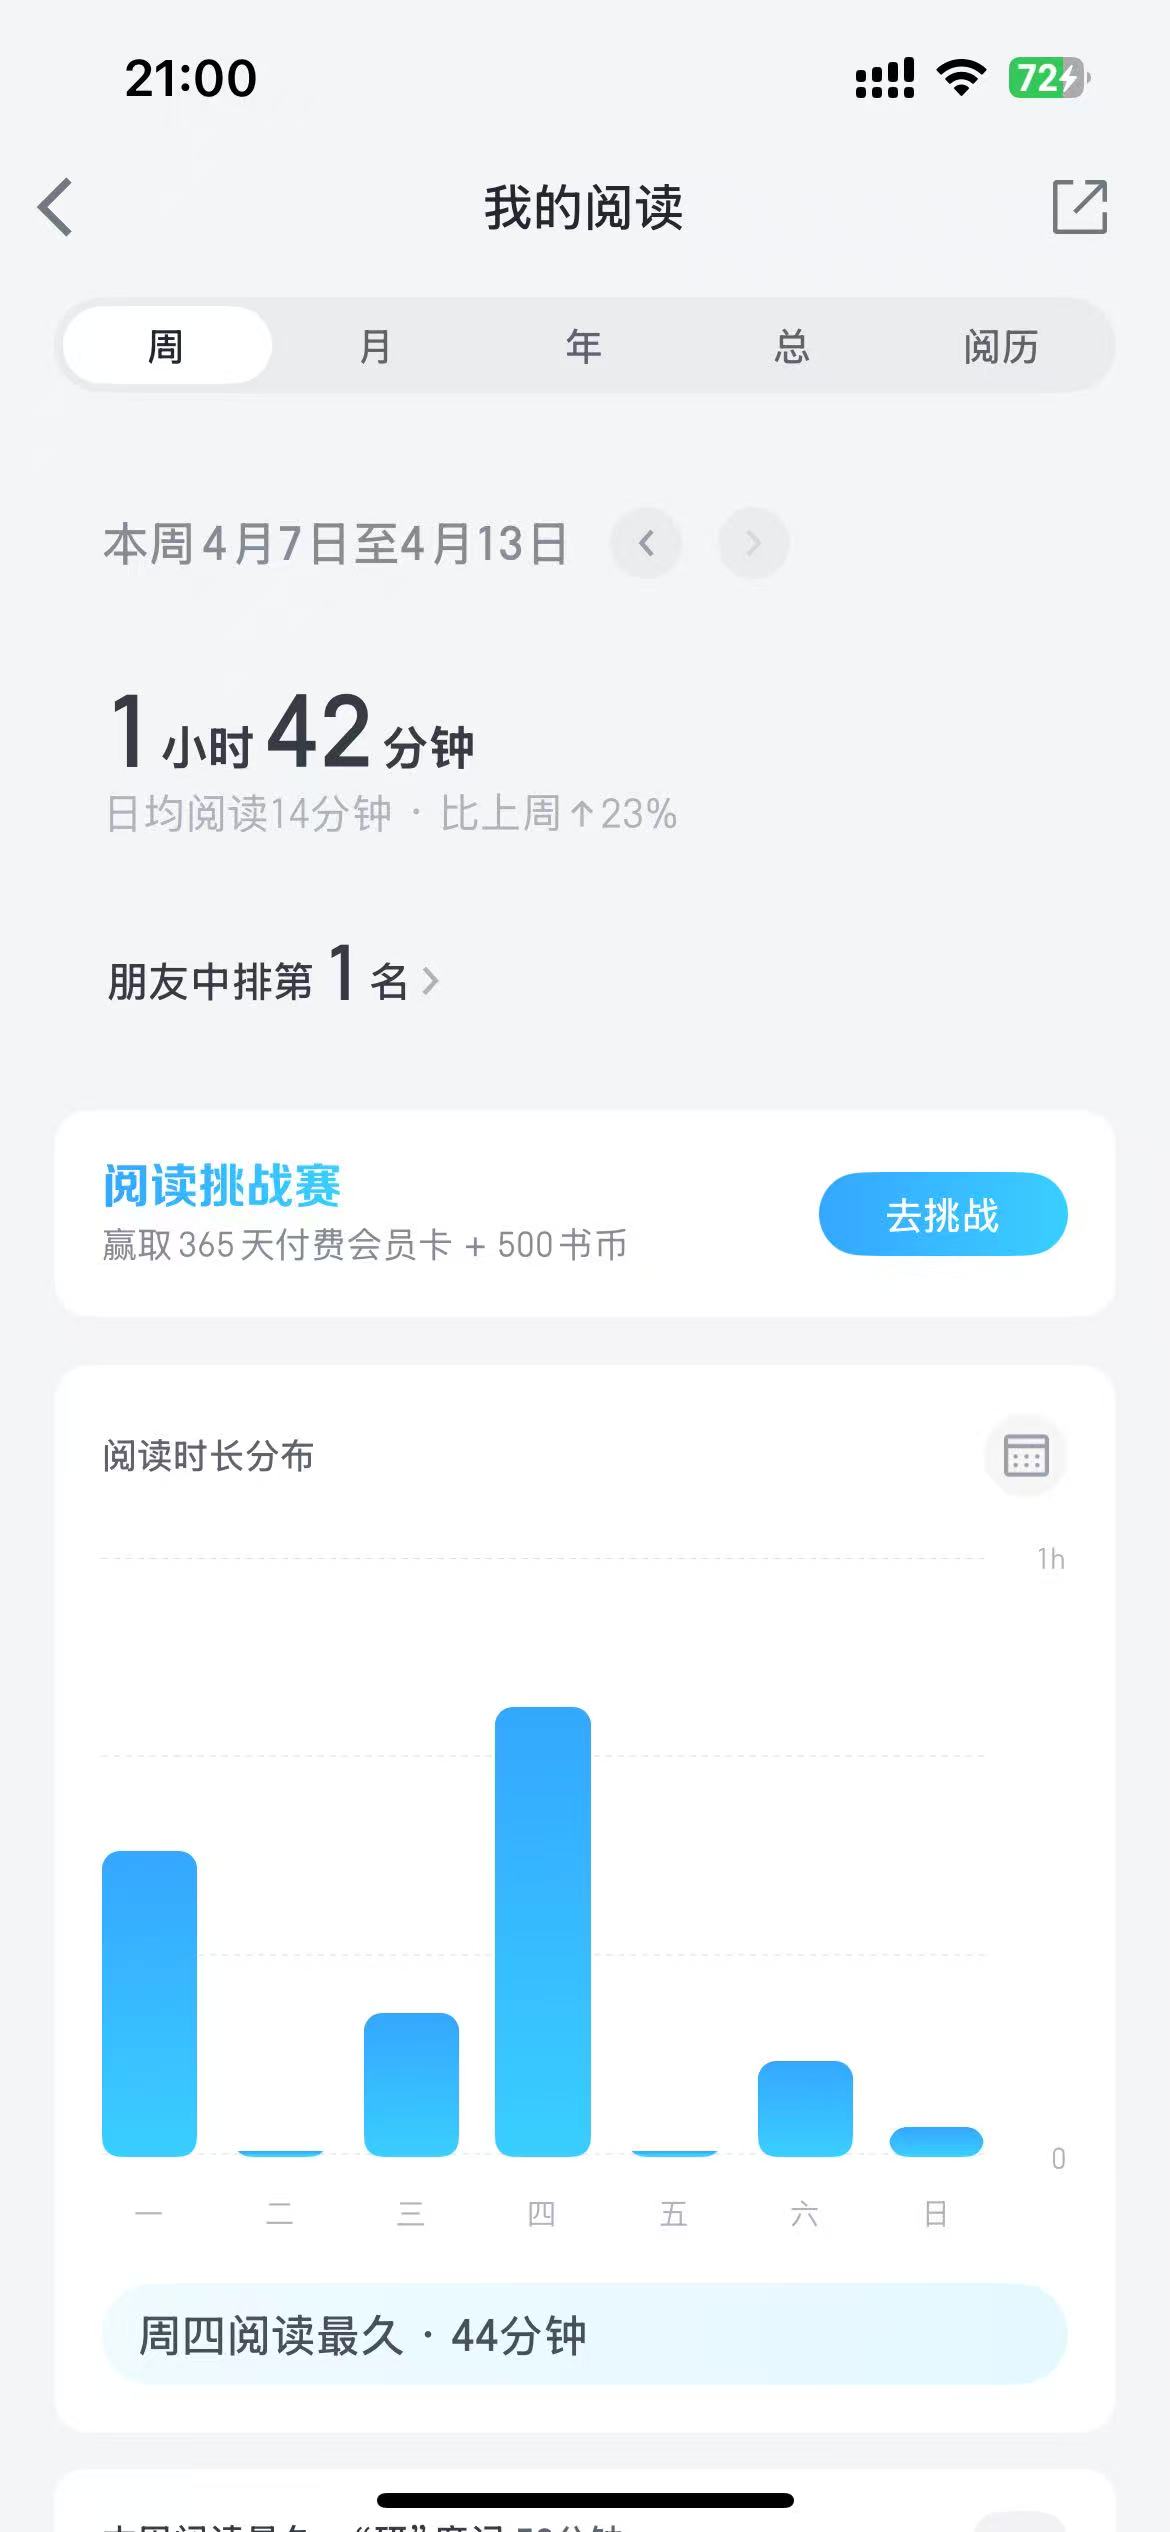 21:00
72
我的阅读
周 月 年 总 阅历
本周4月7日至4月13日
1小时42分钟
日均阅读14分钟 · 比上周↑23%
朋友中排第1名
阅读挑战赛
赢取365天付费会员卡 + 500书币
去挑战
阅读时长分布
1h
0
一 二 三 四 五 六 日
周四阅读最久 · 44分钟